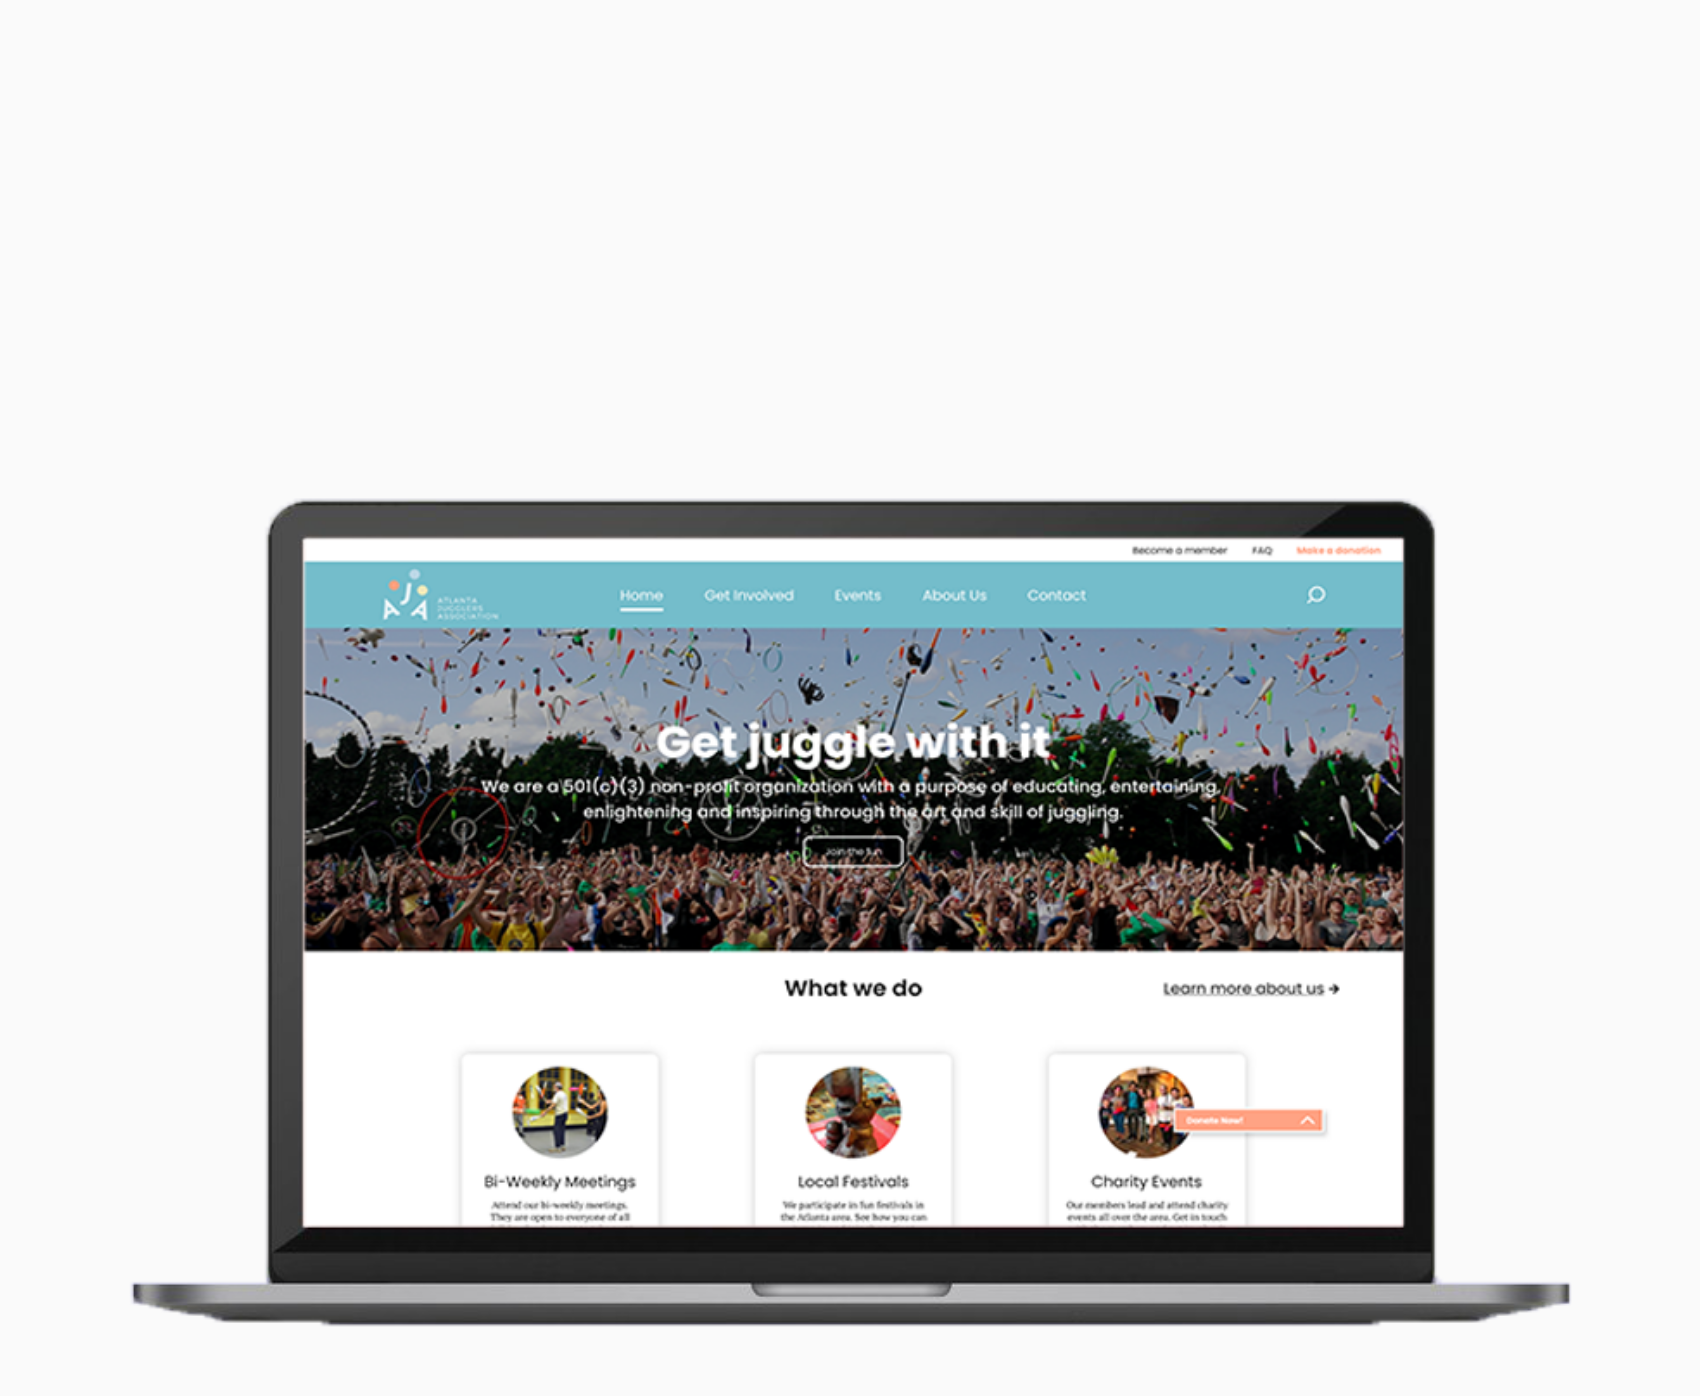 Become a member FAQ Make a donation
AJA
ATLANTA
JUGGLERS
ASSOCIATION
Home Get Involved Events About Us Contact
Get juggle with it
We are a 501(c)(3) non-profit organization with a purpose of educating, entertaining,
enlightening and inspiring through the art and skill of juggling.
Join the fun
What we do
Learn more about us →
Donate Now!
Bi-Weekly Meetings
Attend our bi-weekly meetings.
They are open to everyone of all
Local Festivals
We participate in fun festivals in
the Atlanta area. See how you can
Charity Events
Our members lead and attend charity
events all over the area. Get in touch